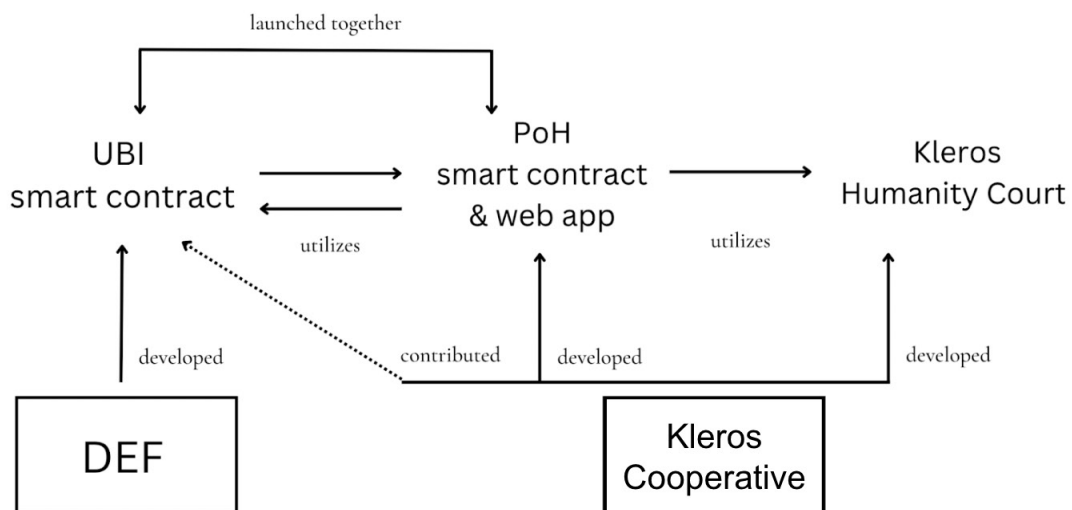 launched together
UBI
smart contract
PoH
smart contract
& web app
Kleros
Humanity Court
utilizes
utilizes
developed
contributed
developed
developed
DEF
Kleros
Cooperative